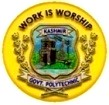 WORK IS WORSHIP
KASHMIR
GOVT. POLYTECHNIC